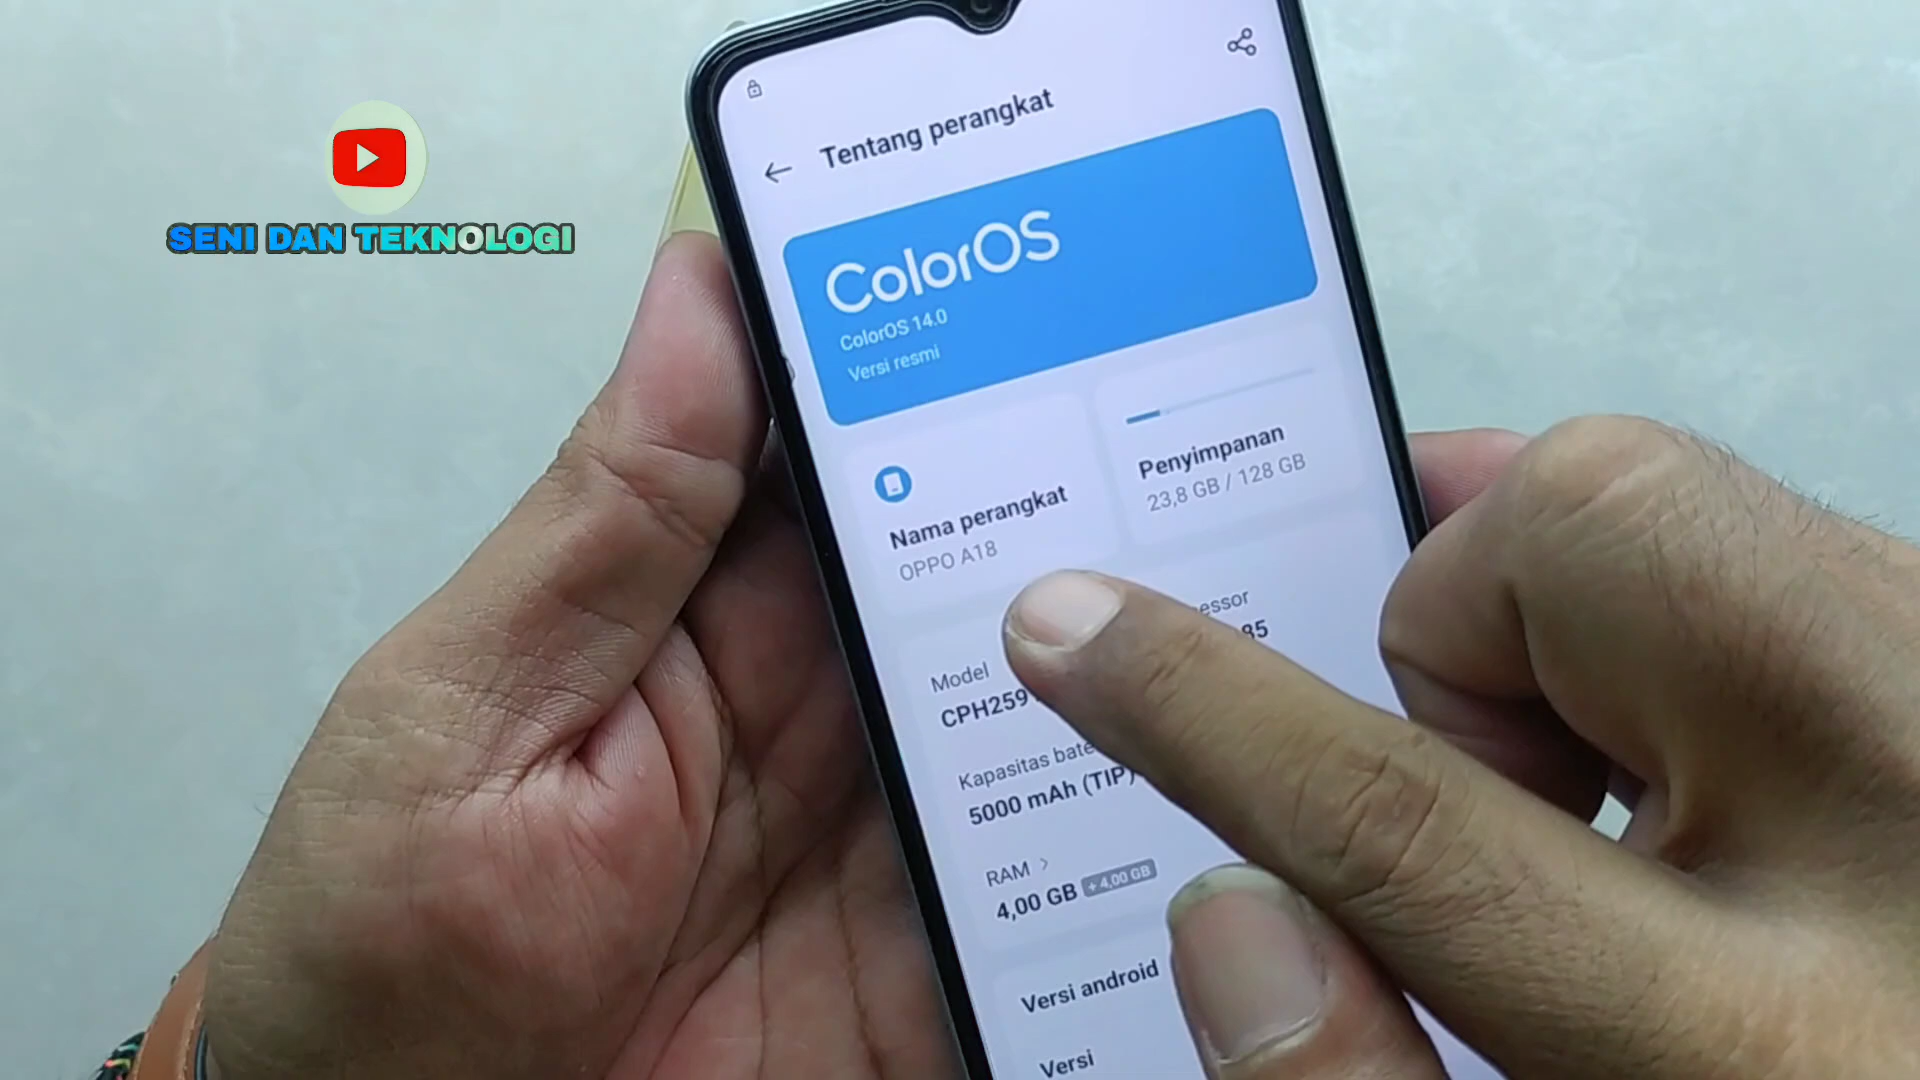 SENI DAN TEKNOLOGI
Tentang perangkat
ColorOS
ColorOS 14.0
Versi resmi
Nama perangkat
OPPO A18
Penyimpanan
23,8 GB / 128 GB
Model
Kapasitas
5000 mAh (TIP)
RAM
4,00 GB + 4,00 GB
Versi android
Versi